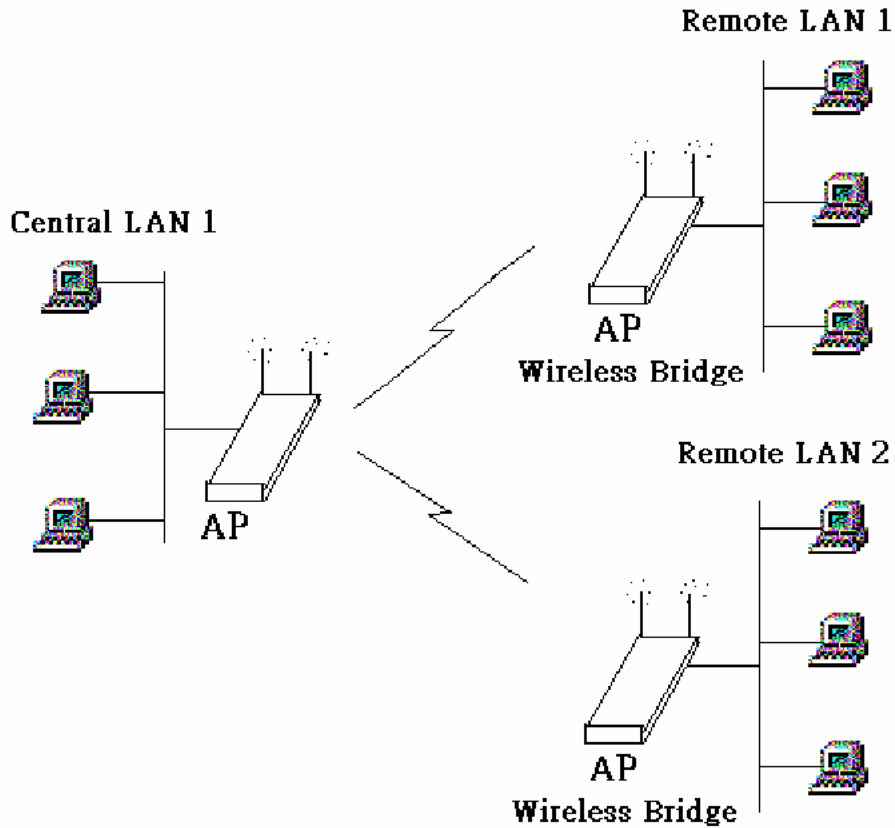 Remote LAN 1
Central LAN 1
AP
Wireless Bridge
AP
Remote LAN 2
AP
Wireless Bridge